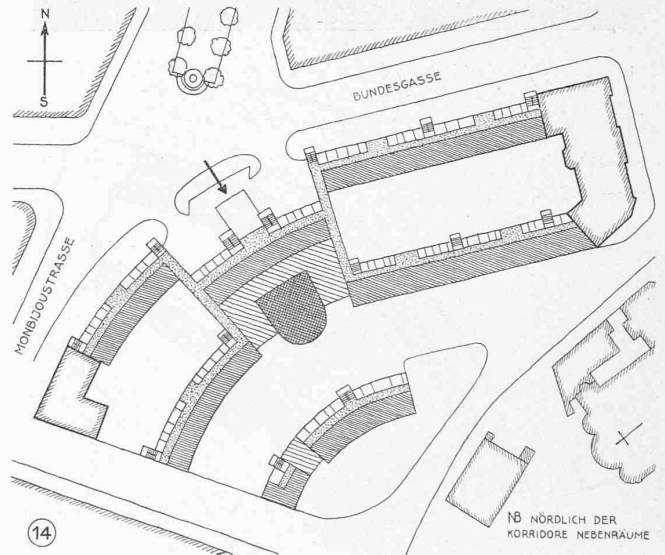 N
S
BUNDESGASSE
MONBIJOUSTRASSE
14
NB NÖRDLICH DER
KORRIDORE NEBENRÄUME